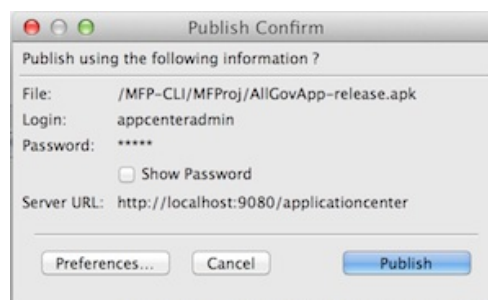 Publish Confirm
Publish using the following information ?
File: /MFP-CLI/MFProj/AllGovApp-release.apk
Login: appcenteradmin
Password: *****
Show Password
Server URL: http://localhost:9080/applicationcenter
Preferences... Cancel Publish